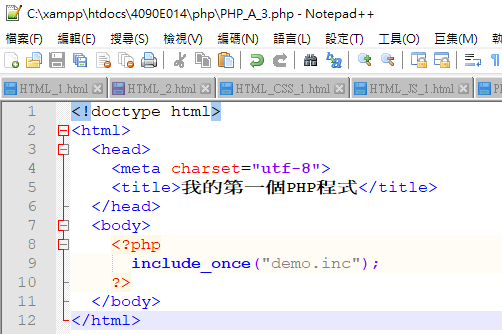 C:\xampp\htdocs\4090E014\php\PHP_A_3.php - Notepad++
檔案(F) 編輯(E) 搜尋(S) 檢視(V) 編碼(N) 語言(L) 設定(T) 工具(O) 巨集(M) 執
HTML_1.html HTML_2.html HTML_CSS_1.html HTML_JS_1.html
1 <!doctype html>
2 <html>
3 <head>
4 <meta charset="utf-8">
5 <title>我的第一個PHP程式</title>
6 </head>
7 <body>
8 <?php
9 include_once("demo.inc");
10 ?>
11 </body>
12 </html>